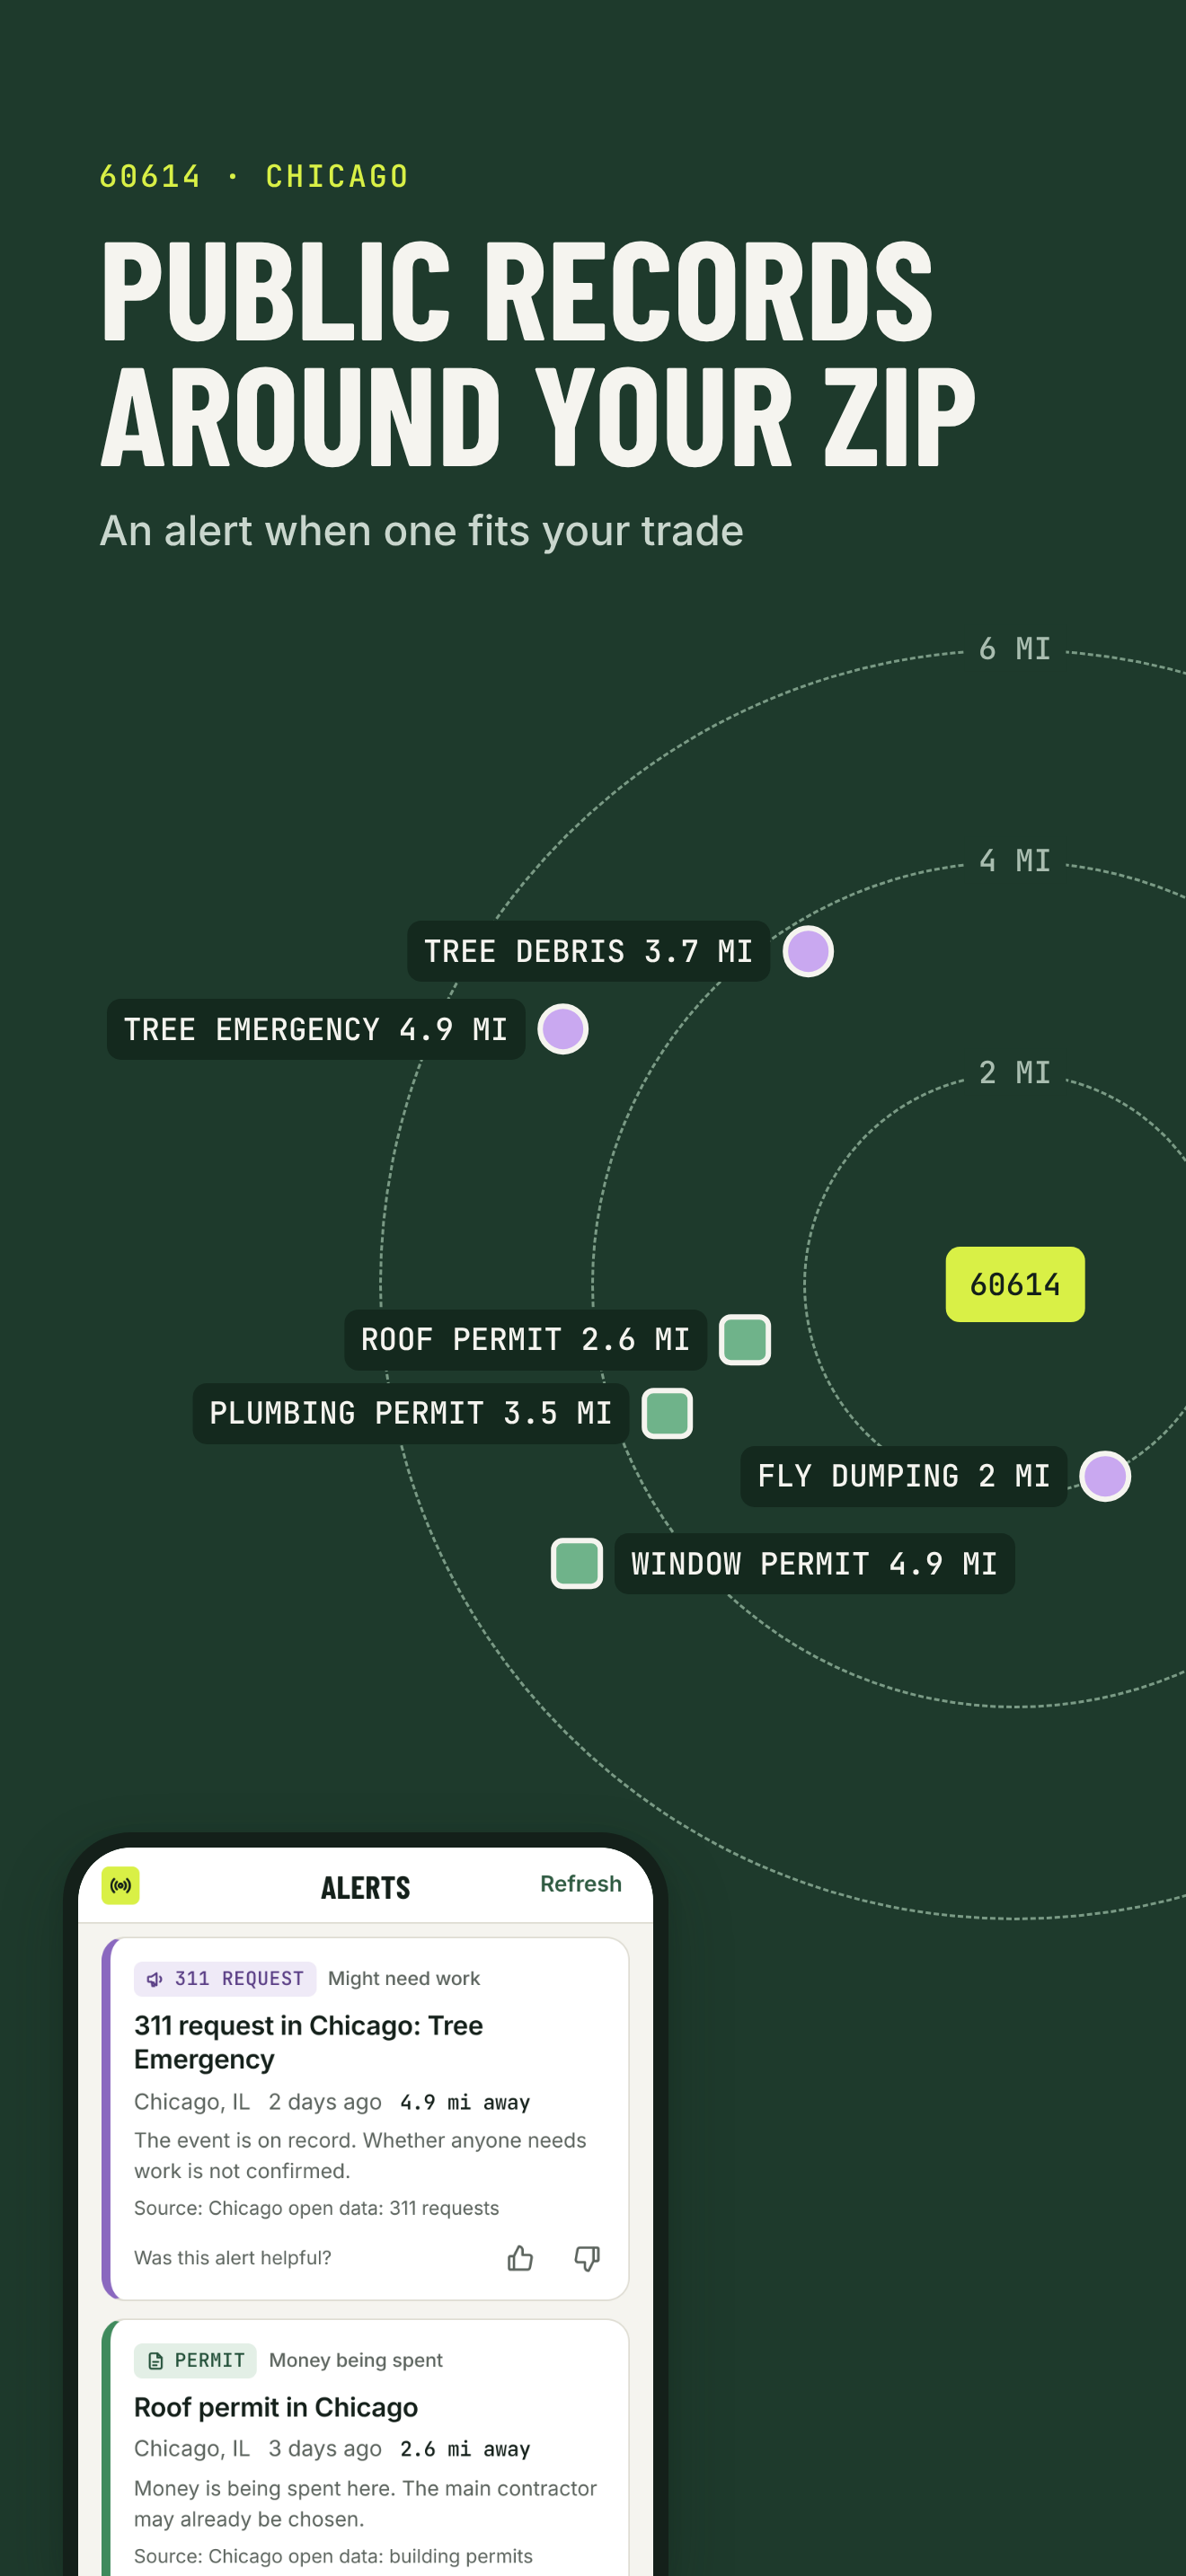 60614 · CHICAGO
PUBLIC RECORDS
AROUND YOUR ZIP
An alert when one fits your trade
6 MI
4 MI
TREE DEBRIS 3.7 MI
TREE EMERGENCY 4.9 MI
2 MI
60614
ROOF PERMIT 2.6 MI
PLUMBING PERMIT 3.5 MI
FLY DUMPING 2 MI
WINDOW PERMIT 4.9 MI
ALERTS
Refresh
311 REQUEST Might need work
311 request in Chicago: Tree
Emergency
Chicago, IL 2 days ago 4.9 mi away
The event is on record. Whether anyone needs
work is not confirmed.
Source: Chicago open data: 311 requests
Was this alert helpful?
PERMIT Money being spent
Roof permit in Chicago
Chicago, IL 3 days ago 2.6 mi away
Money is being spent here. The main contractor
may already be chosen.
Source: Chicago open data: building permits